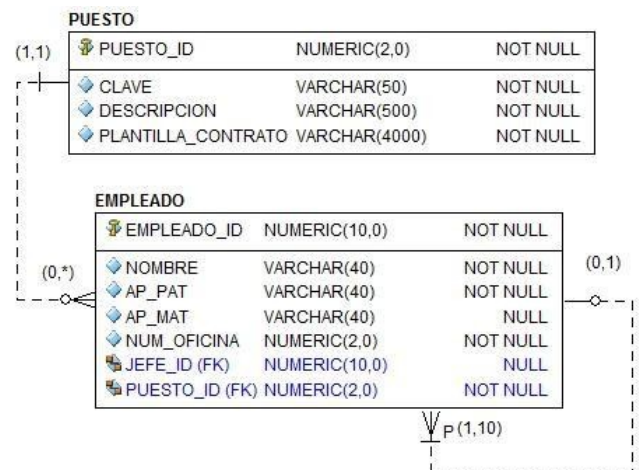 PUESTO
(1,1)
PUESTO_ID NUMERIC(2,0) NOT NULL
CLAVE VARCHAR(50) NOT NULL
DESCRIPCION VARCHAR(500) NOT NULL
PLANTILLA_CONTRATO VARCHAR(4000) NOT NULL
EMPLEADO
EMPLEADO_ID NUMERIC(10,0) NOT NULL
(0,*)
(0,1)
NOMBRE VARCHAR(40) NOT NULL
AP_PAT VARCHAR(40) NOT NULL
AP_MAT VARCHAR(40) NULL
NUM_OFICINA NUMERIC(2,0) NOT NULL
JEFE_ID (FK) NUMERIC(10,0) NULL
PUESTO_ID (FK) NUMERIC(2,0) NOT NULL
P (1,10)